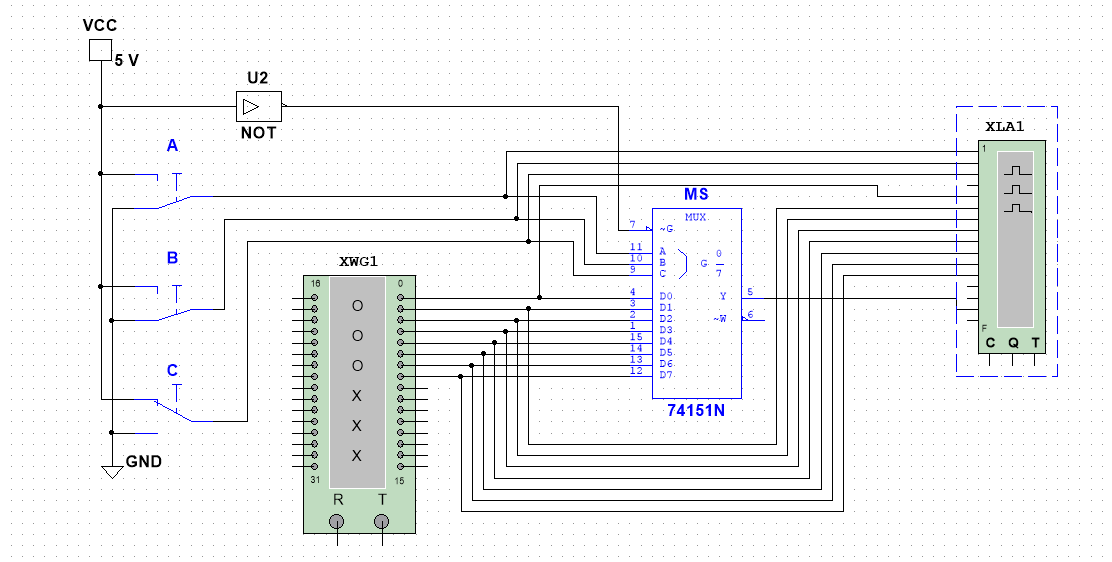 VCC
5 V
U2
NOT
A
B
C
GND
XWG1
16 0
O
O
O
X
X
X
31 15
R T
MS
MUX
7 ~G
11 A
10 B
9 C
G 0/7
4 D0
3 D1
2 D2
1 D3
15 D4
14 D5
13 D6
12 D7
Y 5
~W 6
74151N
XLA1
1
F
C Q T